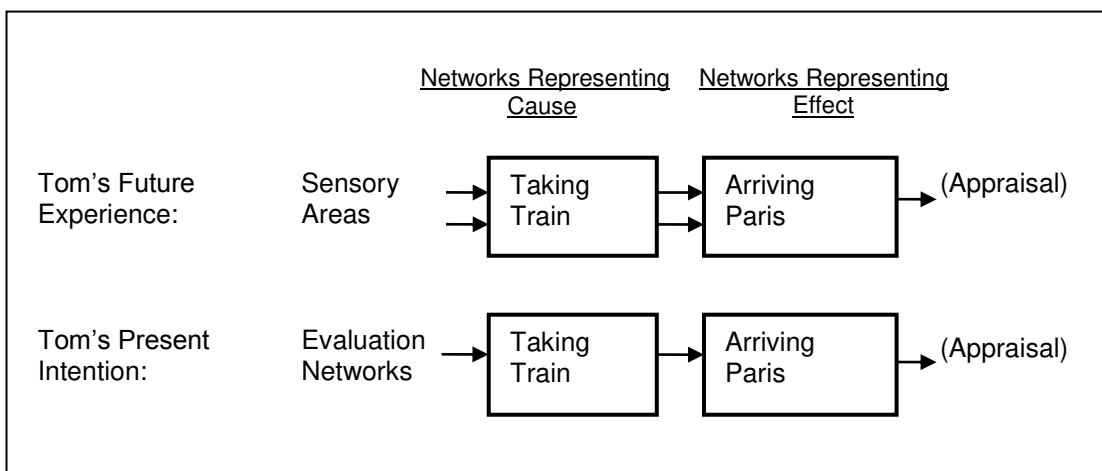 Networks Representing Cause
Networks Representing Effect
Tom’s Future Experience:
Sensory Areas
Taking Train
Arriving Paris
(Appraisal)
Tom’s Present Intention:
Evaluation Networks
Taking Train
Arriving Paris
(Appraisal)